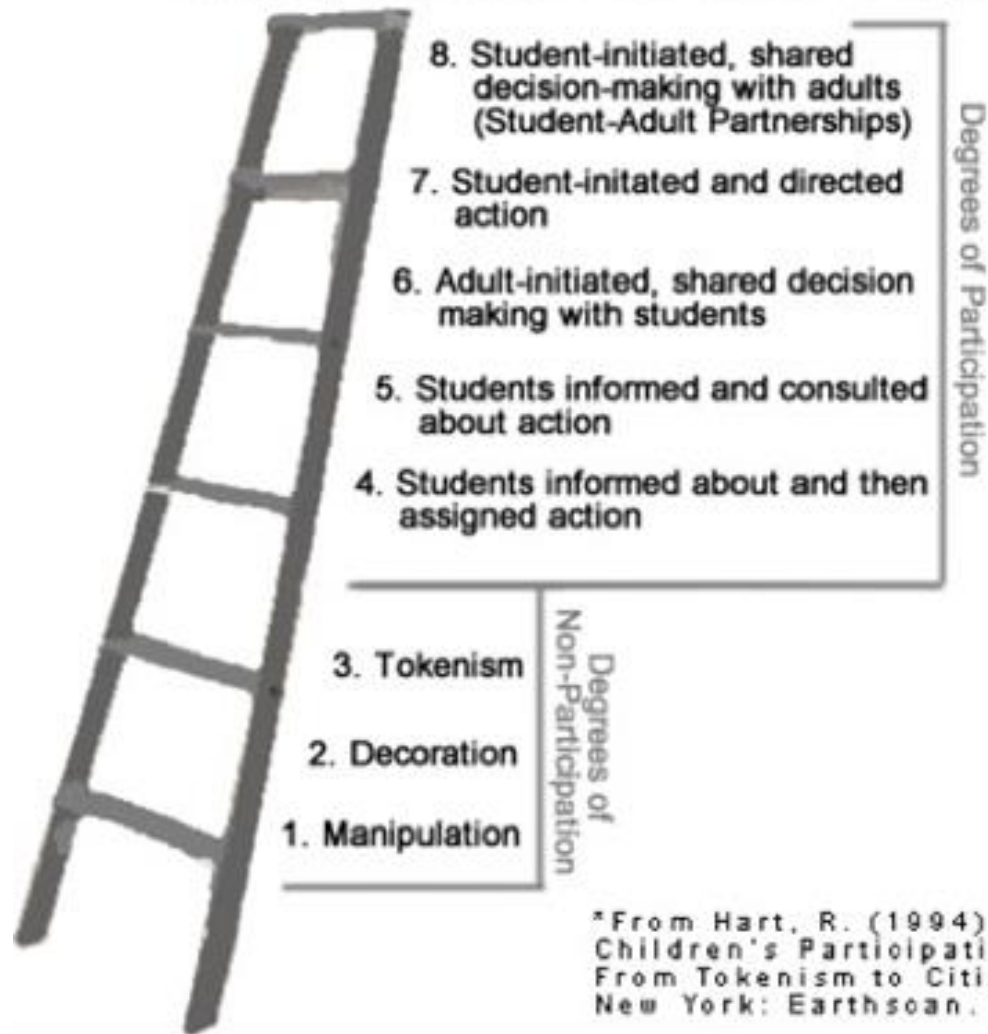 8. Student-initiated, shared
decision-making with adults
(Student-Adult Partnerships)
7. Student-initated and directed
action
6. Adult-initiated, shared decision
making with students
5. Students informed and consulted
about action
4. Students informed about and then
assigned action
Degrees of Participation
3. Tokenism
2. Decoration
1. Manipulation
Degrees of
Non-Participation
*From Hart, R. (1994)
Children's Participati
From Tokenism to Citi
New York: Earthscan.